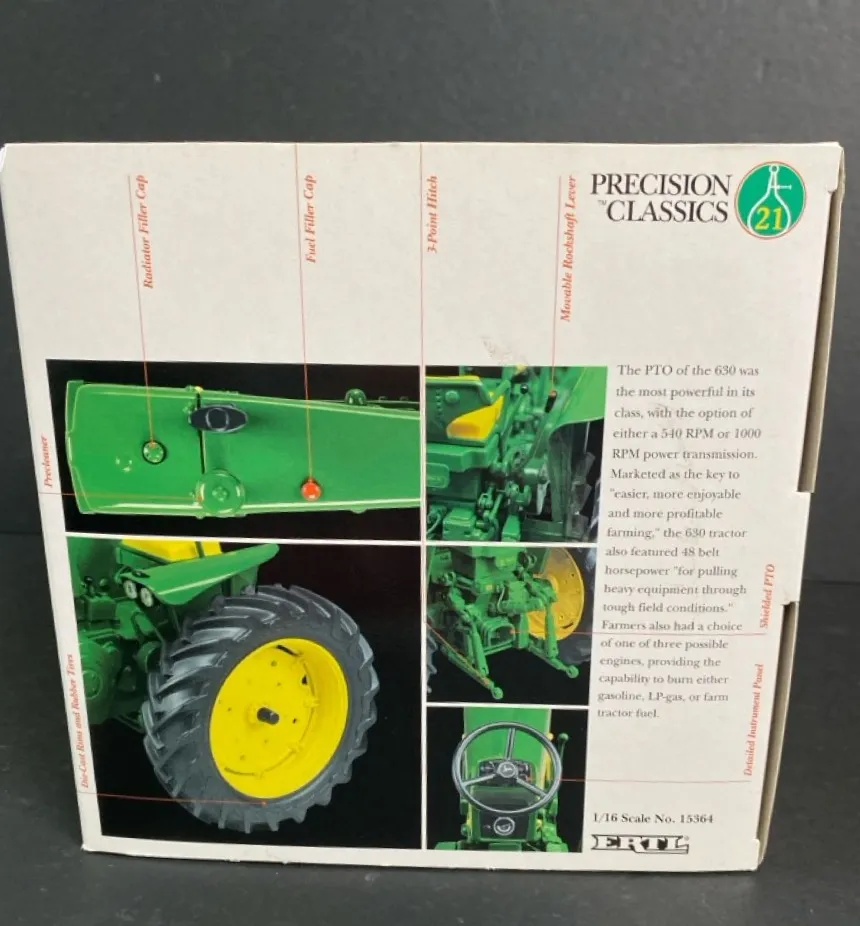 Radiator Filler Cap
Fuel Filler Cap
3-Point Hitch
Movable Rockshaft Lever
PRECISION
™CLASSICS
21
Precleaner
The PTO of the 630 was
the most powerful in its
class, with the option of
either a 540 RPM or 1000
RPM power transmission.
Marketed as the key to
"easier, more enjoyable
and more profitable
farming," the 630 tractor
also featured 48 belt
horsepower "for pulling
heavy equipment through
tough field conditions."
Farmers also had a choice
of one of three possible
engines, providing the
capability to burn either
gasoline, LP-gas, or farm
tractor fuel.
Shielded PTO
Die-Cast Rims and Rubber Tires
Detailed Instrument Panel
1/16 Scale No. 15364
ERTL®